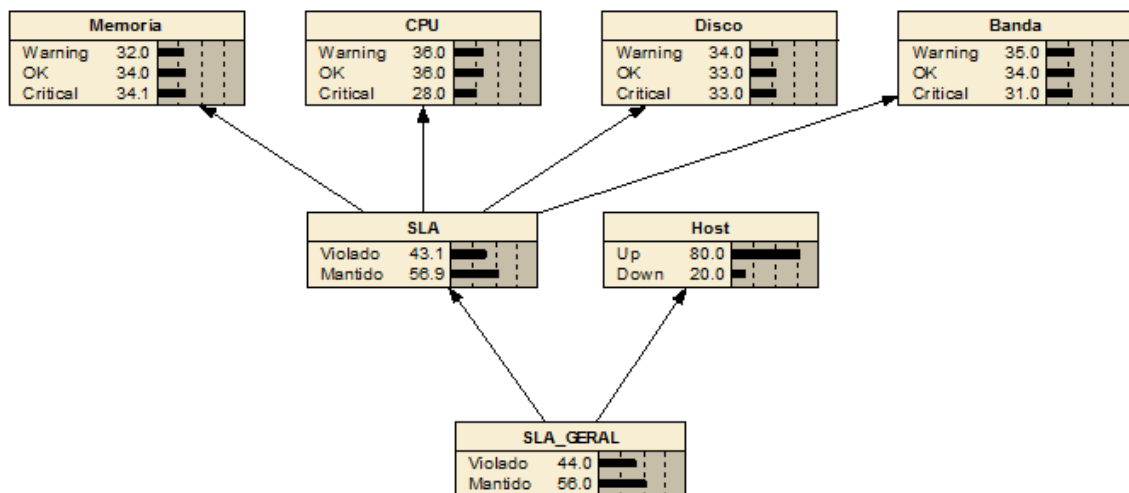 Memoria
Warning 32.0
OK 34.0
Critical 34.1
CPU
Warning 36.0
OK 36.0
Critical 28.0
Disco
Warning 34.0
OK 33.0
Critical 33.0
Banda
Warning 35.0
OK 34.0
Critical 31.0
SLA
Violado 43.1
Mantido 56.9
Host
Up 80.0
Down 20.0
SLA_GERAL
Violado 44.0
Mantido 56.0